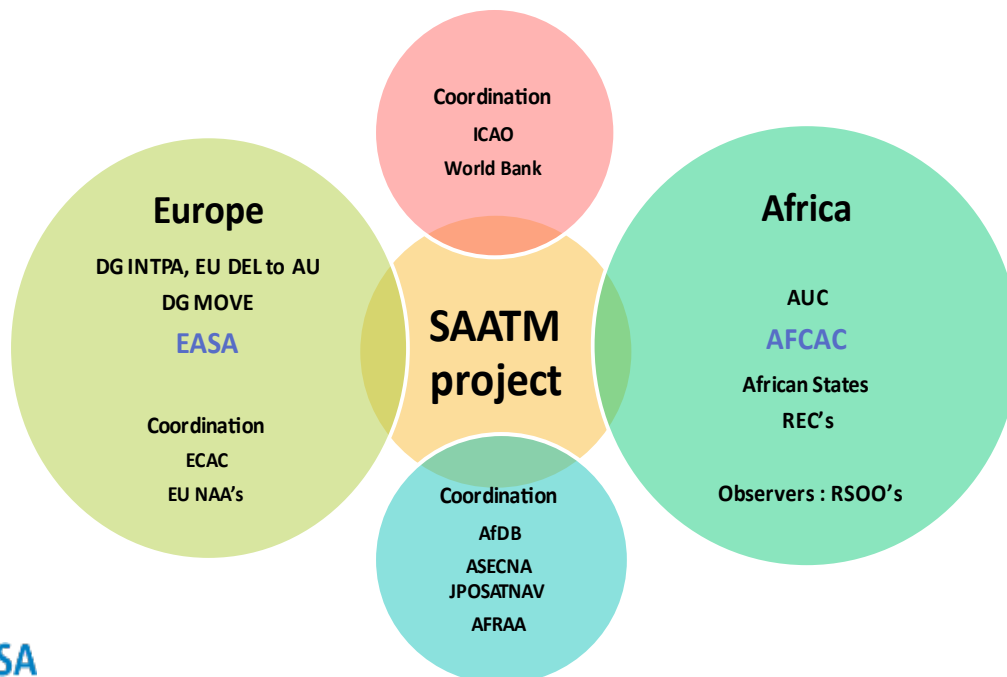 Coordination
ICAO
World Bank
Europe
DG INTPA, EU DEL to AU
DG MOVE
EASA
Coordination
ECAC
EU NAA's
SAATM
project
Africa
AUC
AFCAC
African States
REC's
Observers : RSOO's
Coordination
AfDB
ASECNA
JPOSATNAV
AFRAA
SA